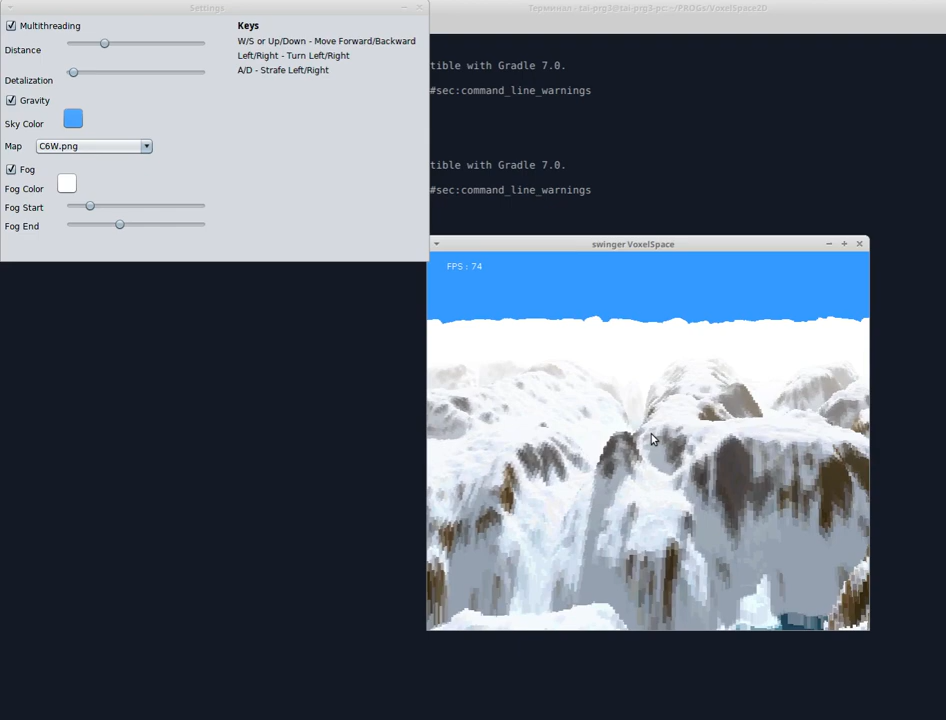 Settings
Multithreading
Distance
Detalization
Gravity
Sky Color
Map C6W.png
Fog
Fog Color
Fog Start
Fog End
Keys
W/S or Up/Down - Move Forward/Backward
Left/Right - Turn Left/Right
A/D - Strafe Left/Right
Терминал - tai-prg3@tai-prg3-pc: ~/PROGs/VoxelSpace2D
tible with Gradle 7.0.
#sec:command_line_warnings
tible with Gradle 7.0.
#sec:command_line_warnings
swinger VoxelSpace
FPS : 74